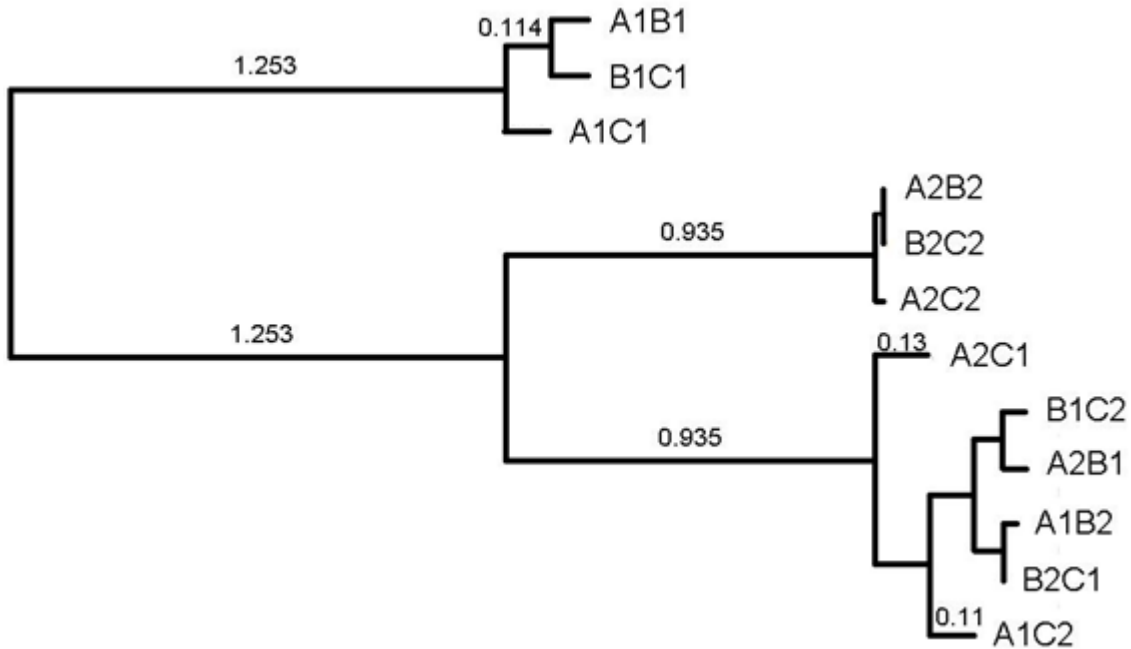 0.114
A1B1
1.253
B1C1
A1C1
A2B2
0.935
B2C2
A2C2
1.253
0.13
A2C1
B1C2
0.935
A2B1
A1B2
B2C1
0.11
A1C2